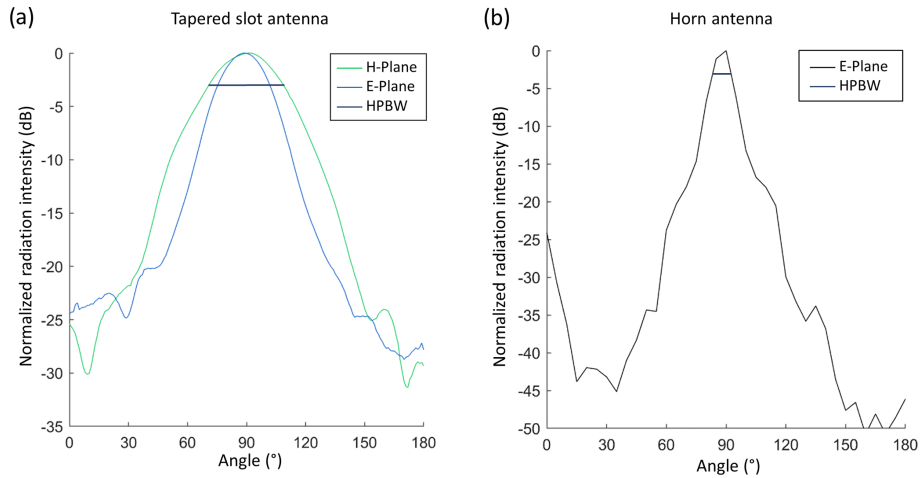 (a)
Tapered slot antenna
H-Plane
E-Plane
HPBW
Normalized radiation intensity (dB)
0
-5
-10
-15
-20
-25
-30
-35
0 30 60 90 120 150 180
Angle (°)
(b)
Horn antenna
E-Plane
HPBW
Normalized radiation intensity (dB)
0
-5
-10
-15
-20
-25
-30
-35
-40
-45
-50
0 30 60 90 120 150 180
Angle (°)